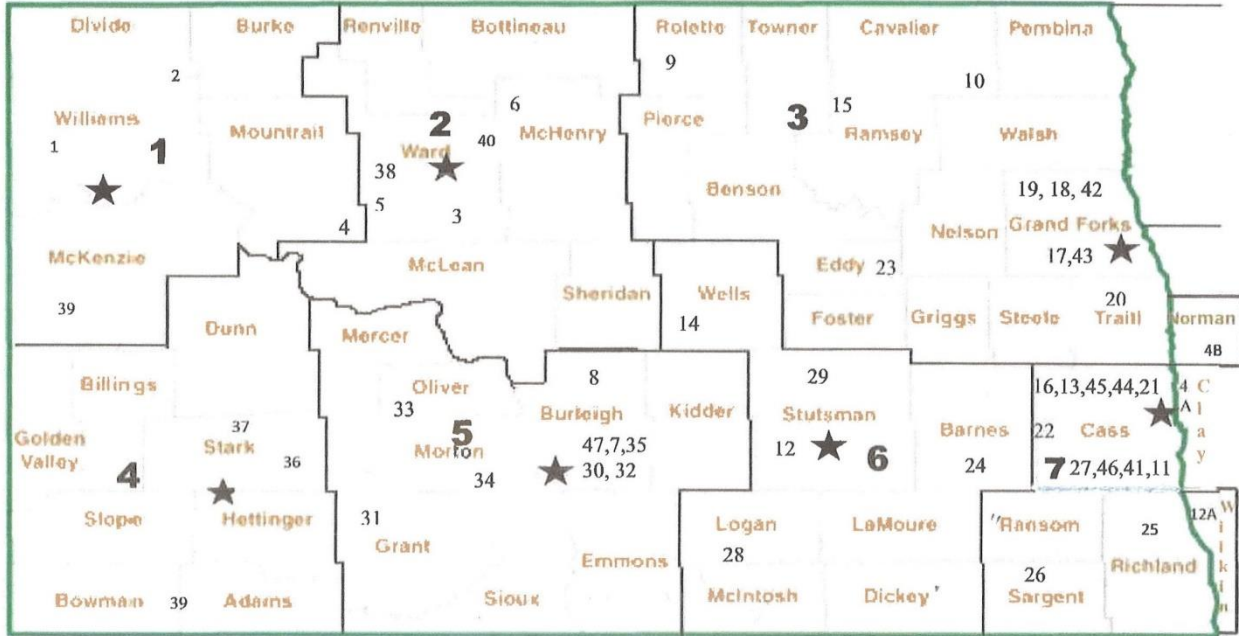 Divide Burke Renville Bottineau Rolette Towner Cavalier Pembina
9
2
10
6
15
Williams 2 3
Mountrail McHenry Pierce Ramsey Walsh
1 1 Ward 40
38
Benson 19, 18, 42
5 3
4 Nelson Grand Forks
17,43
McKenzie McLean Eddy 23
Sheridan Wells 20
39 Dunn 14 Foster Griggs Steele Traill Norman
Mercer
4B
Billings Oliver 8 29 16,13,45,44,21 4 Clay
33 Burleigh Kidder Stutsman A
37 5
Golden Valley Stark Morton 47,7,35 12 Barnes 22 Cass
to 30, 32 6
4 36 34 24 7 27,46,41,11
Slope Hettinger 31 Logan LaMoure "Ransom 25 12A Wilkin
Grant 28
Emmons 26 Richland
Bowman 39 Adams Sioux McIntosh Dickey' Sargent